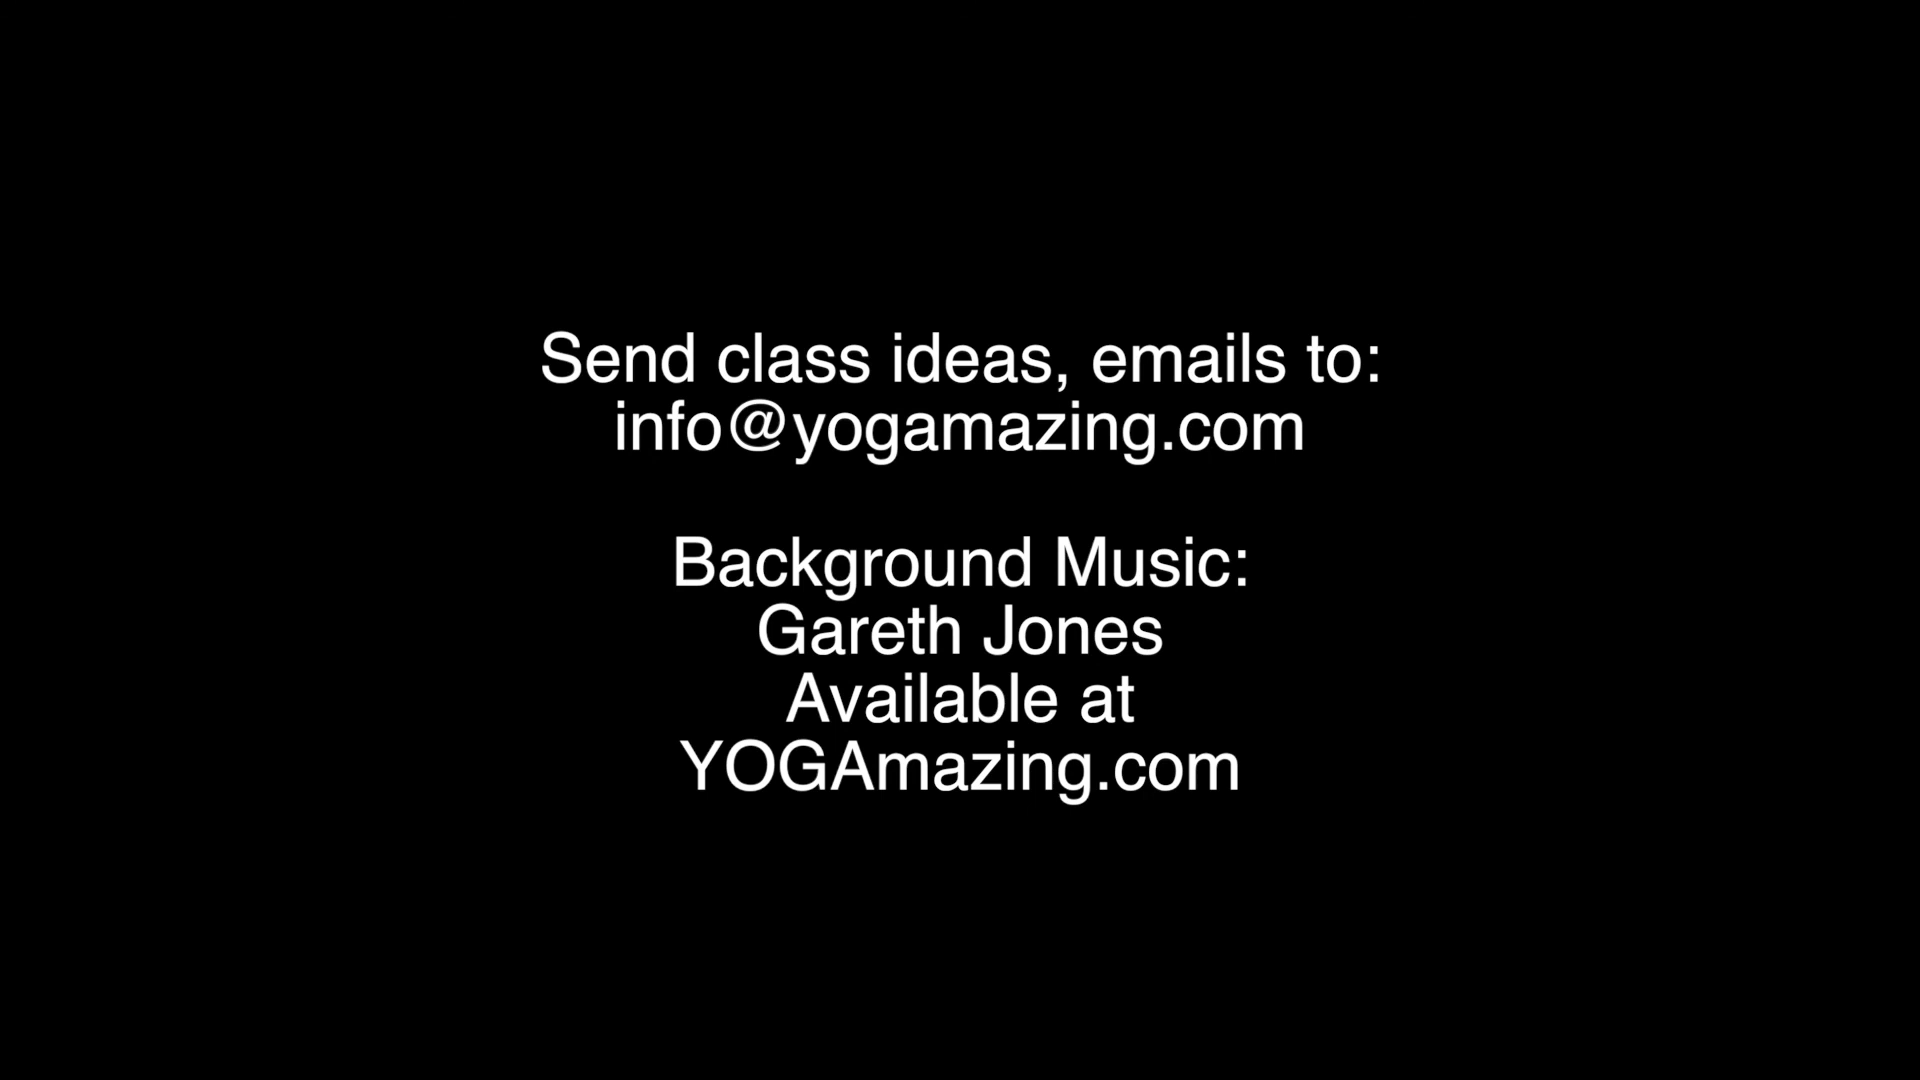 Send class ideas, emails to:
info@yogamazing.com
Background Music:
Gareth Jones
Available at
YOGAmazing.com